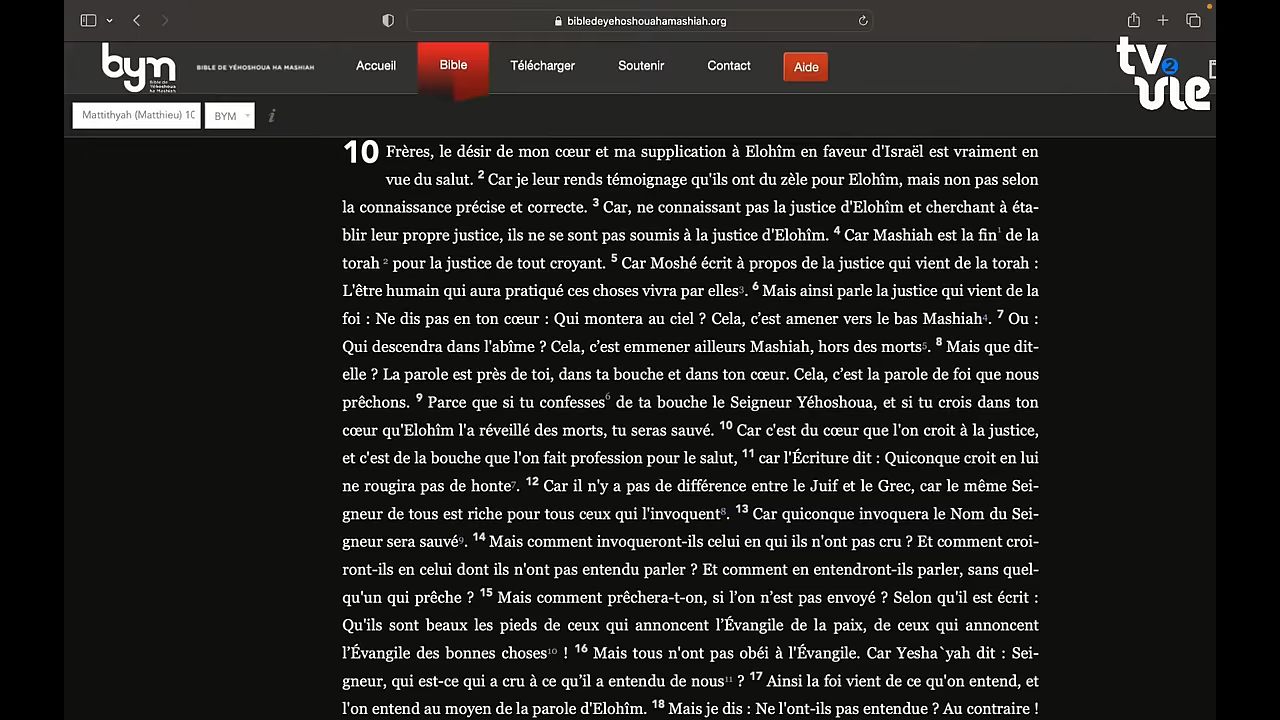 bibledeyehoshouahamashiah.org
bym
Bible de
Yéhoshoua
ha Mashiah
BIBLE DE YÉHOSHOUA HA MASHIAH
Accueil
Bible
Télécharger
Soutenir
Contact
Aide
tv2vie
Mattithyah (Matthieu) 10
BYM
i
10 Frères, le désir de mon cœur et ma supplication à Elohîm en faveur d'Israël est vraiment en
vue du salut. 2 Car je leur rends témoignage qu'ils ont du zèle pour Elohîm, mais non pas selon
la connaissance précise et correcte. 3 Car, ne connaissant pas la justice d'Elohîm et cherchant à éta-
blir leur propre justice, ils ne se sont pas soumis à la justice d'Elohîm. 4 Car Mashiah est la fin1 de la
torah 2 pour la justice de tout croyant. 5 Car Moshé écrit à propos de la justice qui vient de la torah :
L'être humain qui aura pratiqué ces choses vivra par elles3. 6 Mais ainsi parle la justice qui vient de la
foi : Ne dis pas en ton cœur : Qui montera au ciel ? Cela, c’est amener vers le bas Mashiah4. 7 Ou :
Qui descendra dans l'abîme ? Cela, c’est emmener ailleurs Mashiah, hors des morts5. 8 Mais que dit-
elle ? La parole est près de toi, dans ta bouche et dans ton cœur. Cela, c’est la parole de foi que nous
prêchons. 9 Parce que si tu confesses6 de ta bouche le Seigneur Yéhoshoua, et si tu crois dans ton
cœur qu'Elohîm l'a réveillé des morts, tu seras sauvé. 10 Car c'est du cœur que l'on croit à la justice,
et c'est de la bouche que l'on fait profession pour le salut, 11 car l'Écriture dit : Quiconque croit en lui
ne rougira pas de honte7. 12 Car il n'y a pas de différence entre le Juif et le Grec, car le même Sei-
gneur de tous est riche pour tous ceux qui l'invoquent8. 13 Car quiconque invoquera le Nom du Sei-
gneur sera sauvé9. 14 Mais comment invoqueront-ils celui en qui ils n'ont pas cru ? Et comment croi-
ront-ils en celui dont ils n'ont pas entendu parler ? Et comment en entendront-ils parler, sans quel-
qu'un qui prêche ? 15 Mais comment prêchera-t-on, si l’on n’est pas envoyé ? Selon qu'il est écrit :
Qu'ils sont beaux les pieds de ceux qui annoncent l’Évangile de la paix, de ceux qui annoncent
l’Évangile des bonnes choses10 ! 16 Mais tous n'ont pas obéi à l'Évangile. Car Yesha`yah dit : Sei-
gneur, qui est-ce qui a cru à ce qu’il a entendu de nous11 ? 17 Ainsi la foi vient de ce qu'on entend, et
l'on entend au moyen de la parole d'Elohîm. 18 Mais je dis : Ne l'ont-ils pas entendue ? Au contraire !